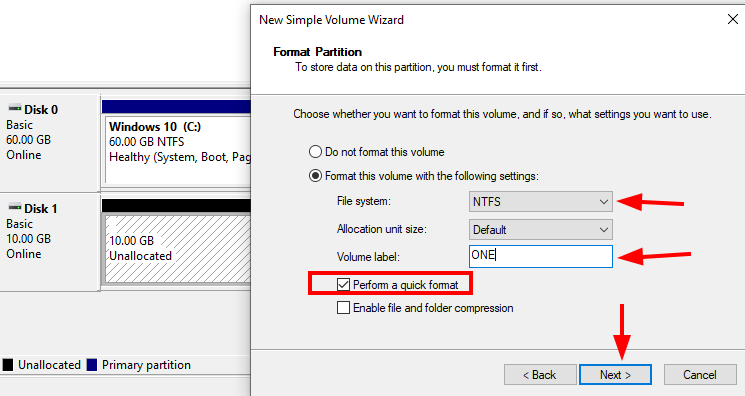 New Simple Volume Wizard
Format Partition
To store data on this partition, you must format it first.
Choose whether you want to format this volume, and if so, what settings you want to use.
Do not format this volume
Format this volume with the following settings:
File system:
NTFS
Allocation unit size:
Default
Volume label:
ONE
Perform a quick format
Enable file and folder compression
< Back
Next >
Cancel
Disk 0
Basic
60.00 GB
Online
Windows 10 (C:)
60.00 GB NTFS
Healthy (System, Boot, Pag
Disk 1
Basic
10.00 GB
Online
10.00 GB
Unallocated
Unallocated
Primary partition